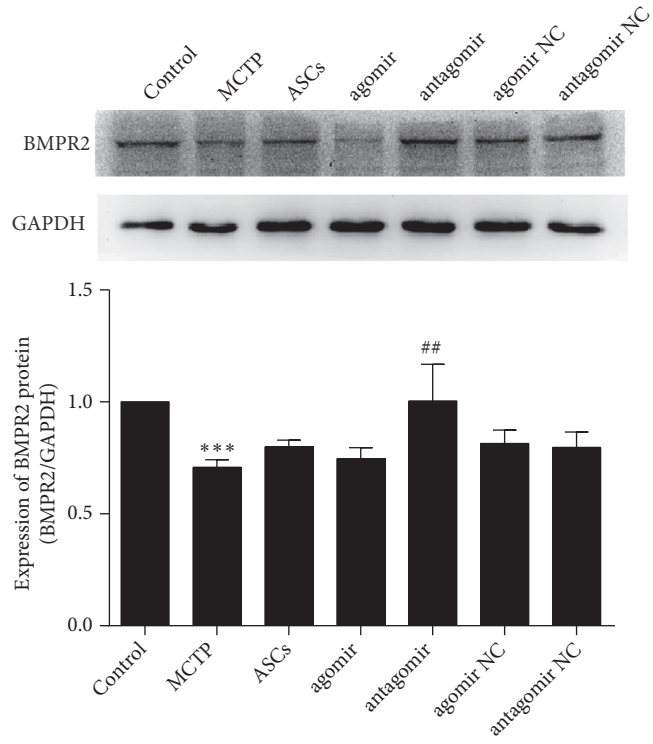 Control MCTP ASCs agomir antagomir agomir NC antagomir NC
BMPR2
GAPDH
Expression of BMPR2 protein
(BMPR2/GAPDH)
1.5
1.0
0.5
0.0
***
##
Control MCTP ASCs agomir antagomir agomir NC antagomir NC